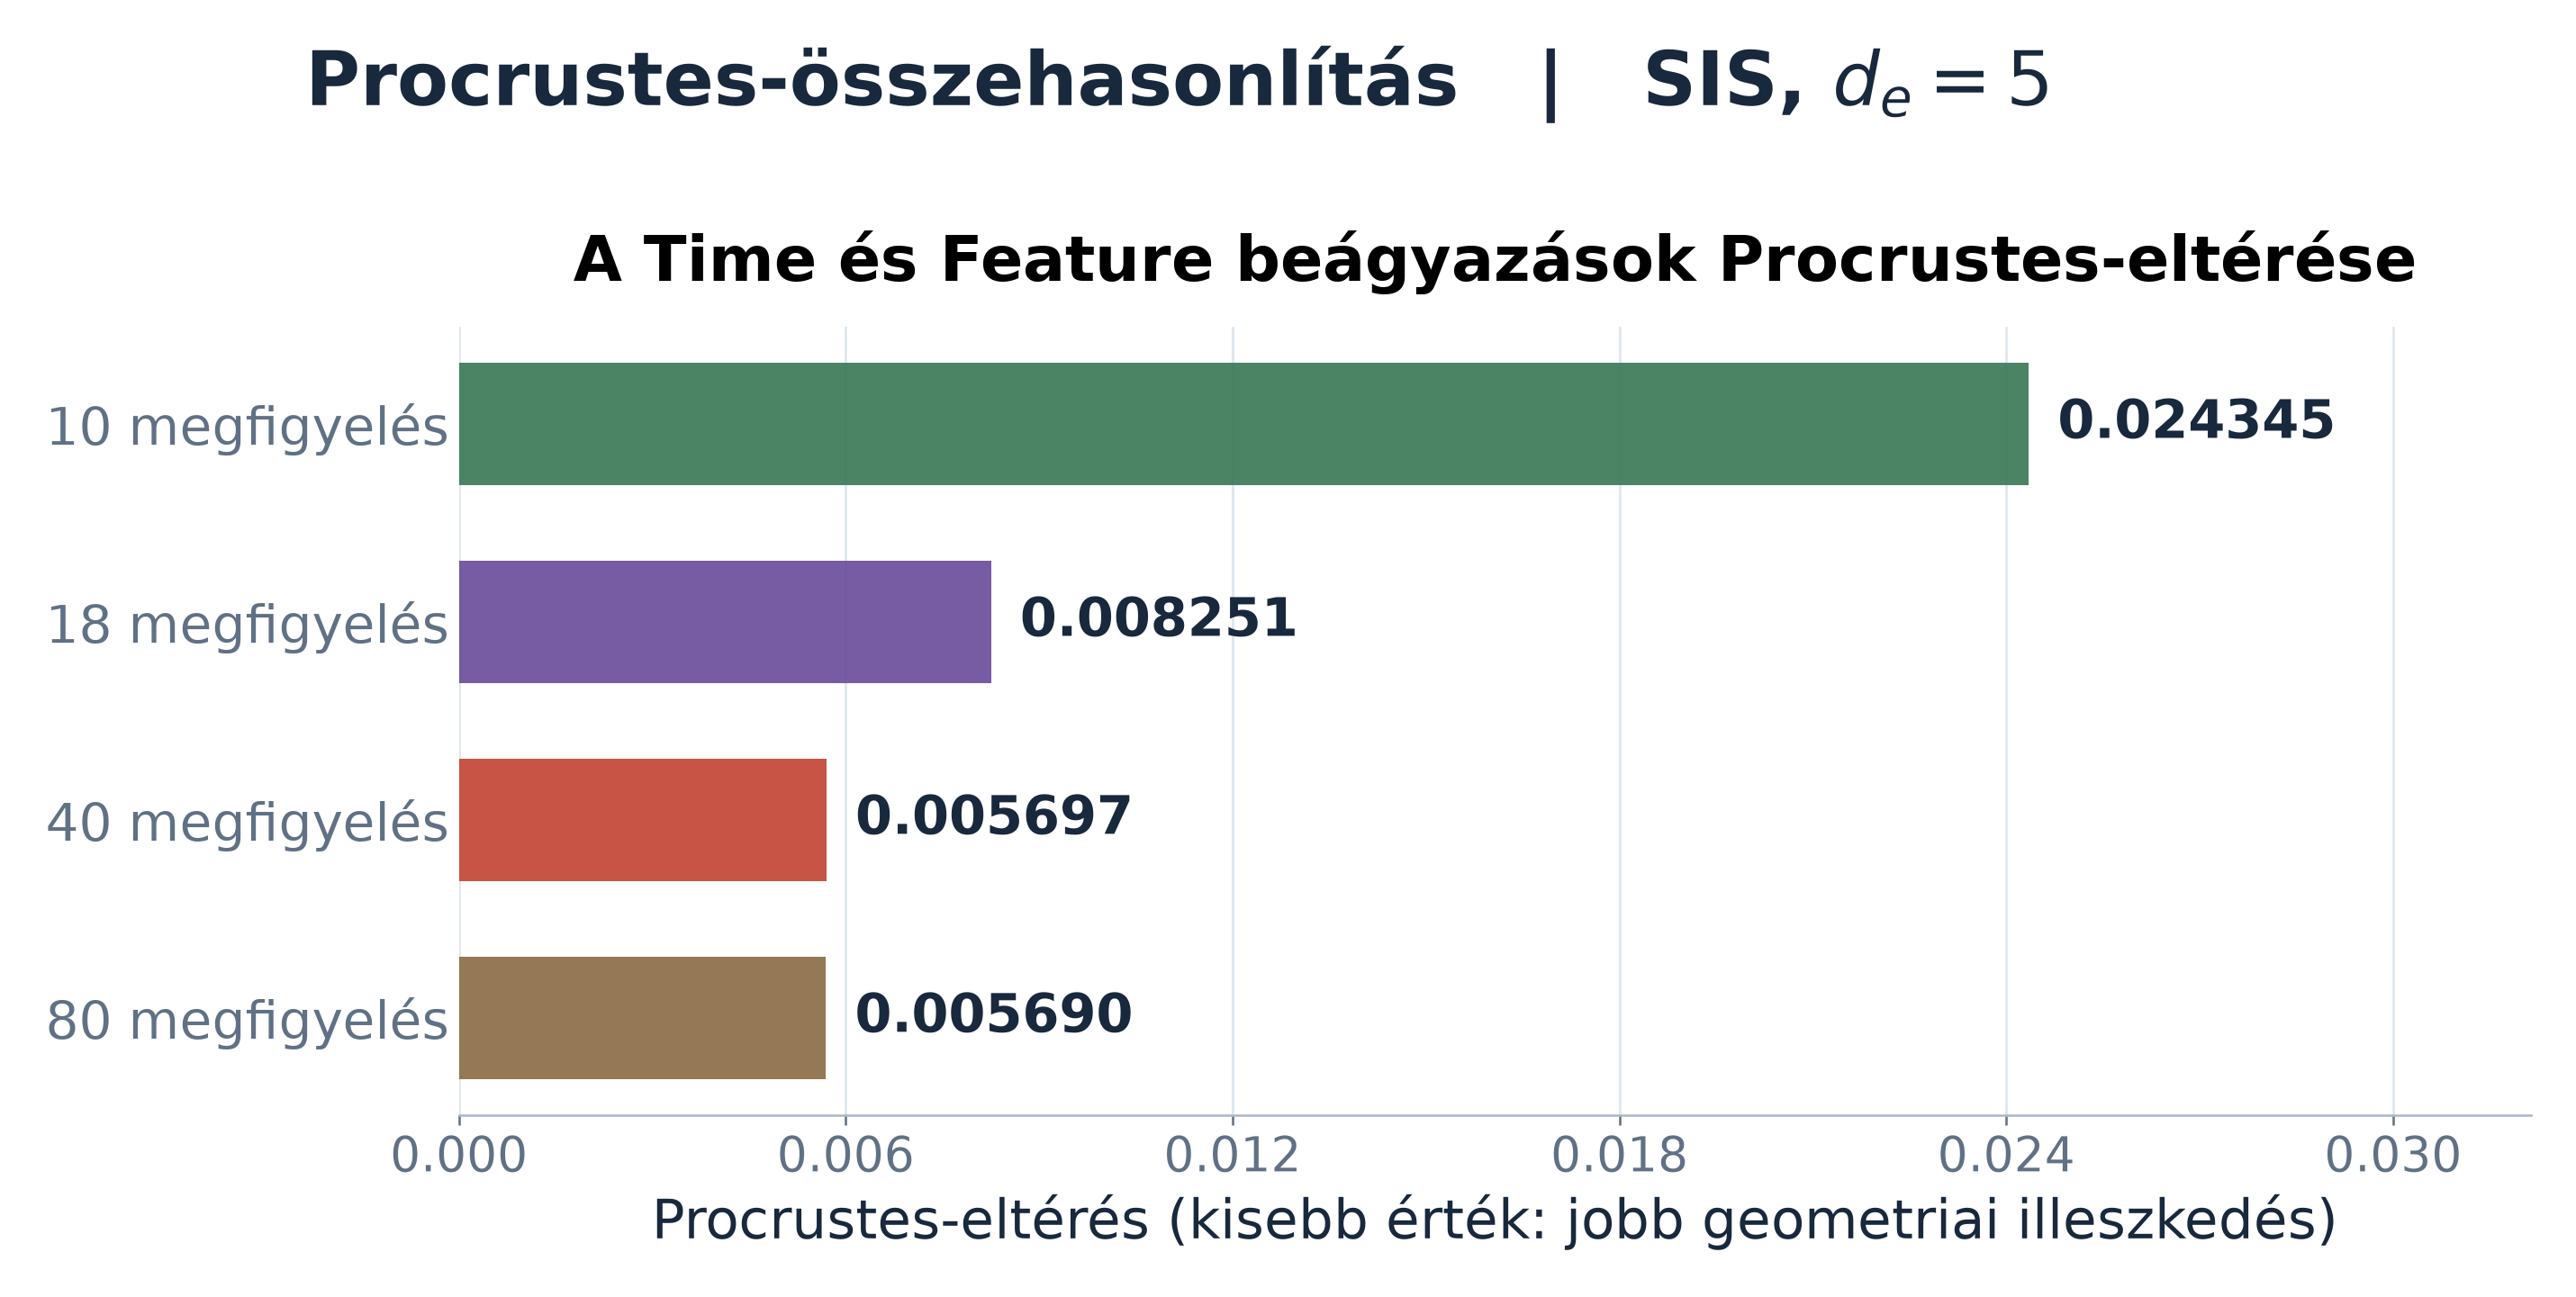 Procrustes-összehasonlítás | SIS, dₑ = 5
A Time és Feature beágyazások Procrustes-eltérése
10 megfigyelés 0.024345
18 megfigyelés 0.008251
40 megfigyelés 0.005697
80 megfigyelés 0.005690
0.000 0.006 0.012 0.018 0.024 0.030
Procrustes-eltérés (kisebb érték: jobb geometriai illeszkedés)